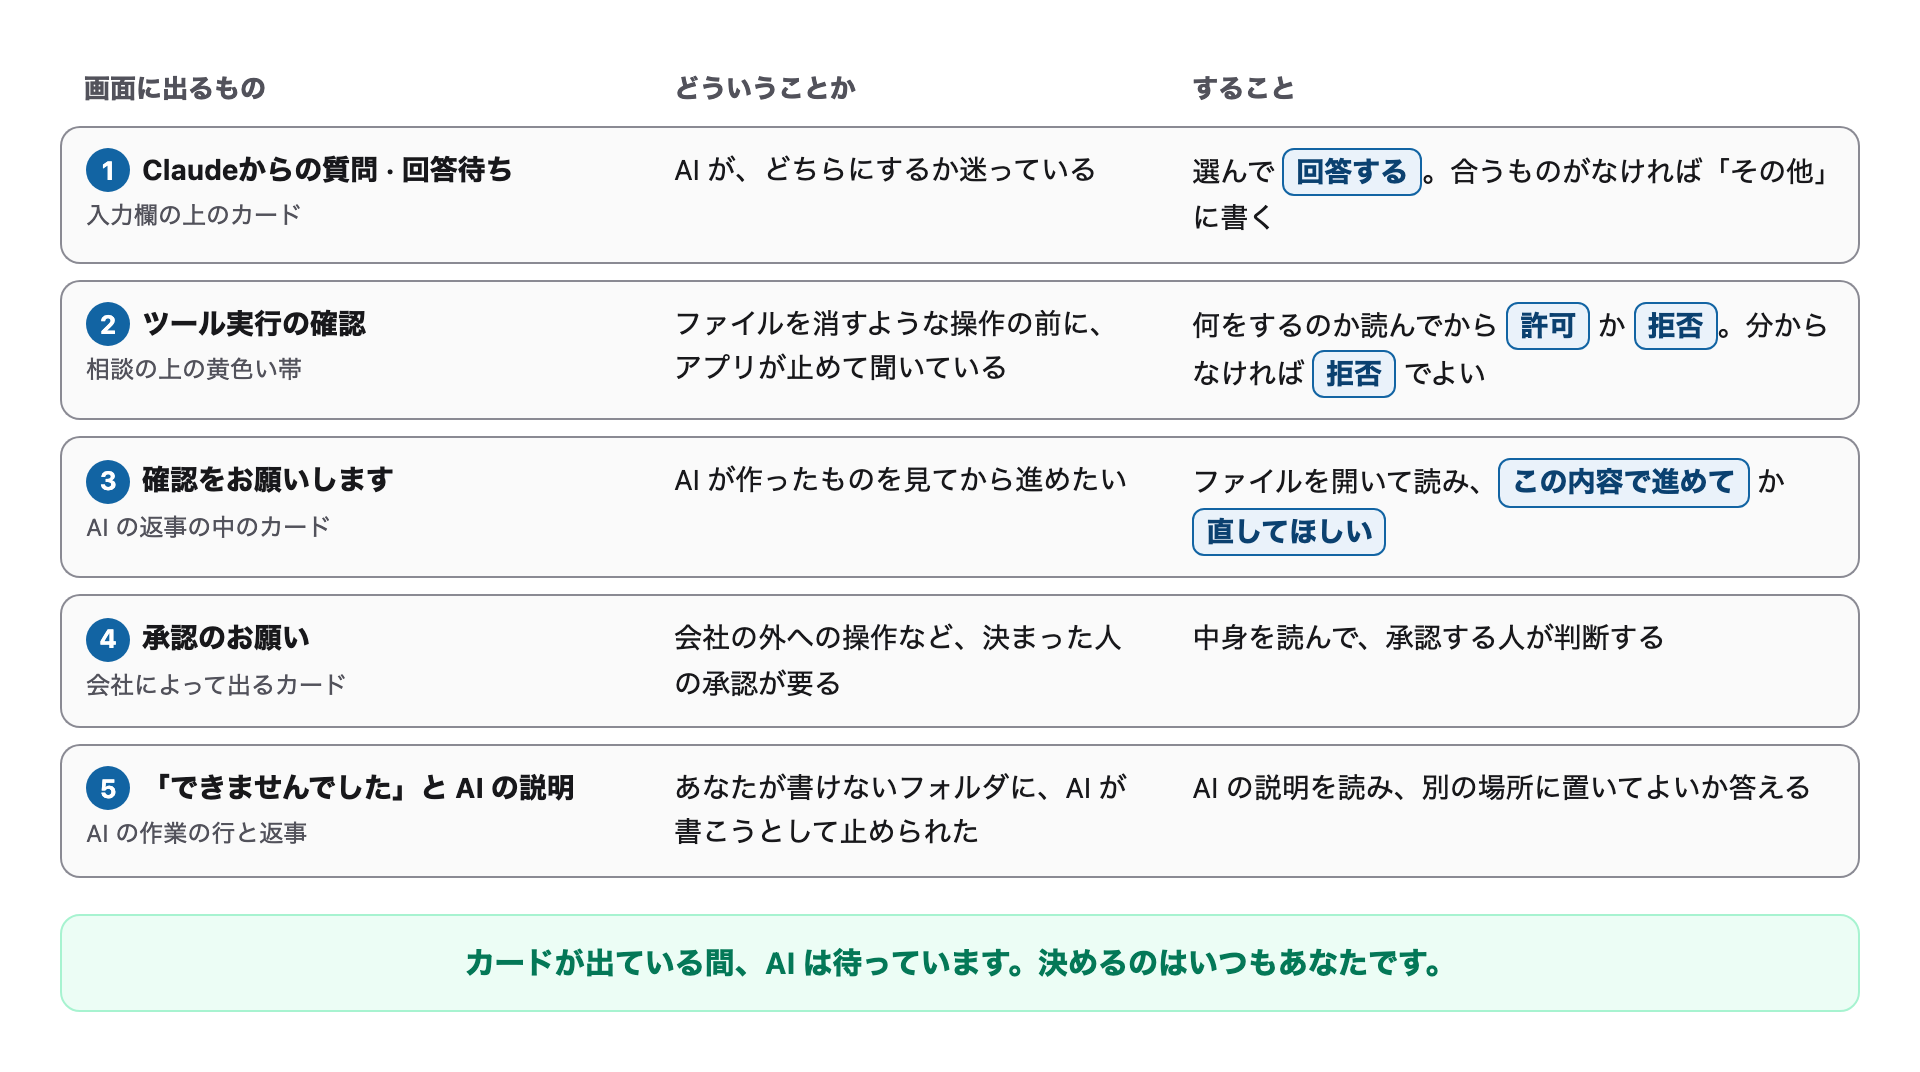 画面に出るもの
どういうことか
すること
1 Claudeからの質問 · 回答待ち
入力欄の上のカード
AI が、どちらにするか迷っている
選んで 回答する 。合うものがなければ「その他」
に書く
2 ツール実行の確認
相談の上の黄色い帯
ファイルを消すような操作の前に、
アプリが止めて聞いている
何をするのか読んでから 許可 か 拒否 。分から
なければ 拒否 でよい
3 確認をお願いします
AI の返事の中のカード
AI が作ったものを見てから進めたい
ファイルを開いて読み、 この内容で進めて か
直してほしい
4 承認のお願い
会社によって出るカード
会社の外への操作など、決まった人
の承認が要る
中身を読んで、承認する人が判断する
5 「できませんでした」と AI の説明
AI の作業の行と返事
あなたが書けないフォルダに、AI が
書こうとして止められた
AI の説明を読み、別の場所に置いてよいか答える
カードが出ている間、AI は待っています。決めるのはいつもあなたです。